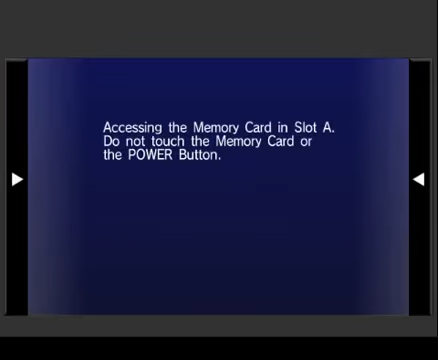 Accessing the Memory Card in Slot A.
Do not touch the Memory Card or
the POWER Button.